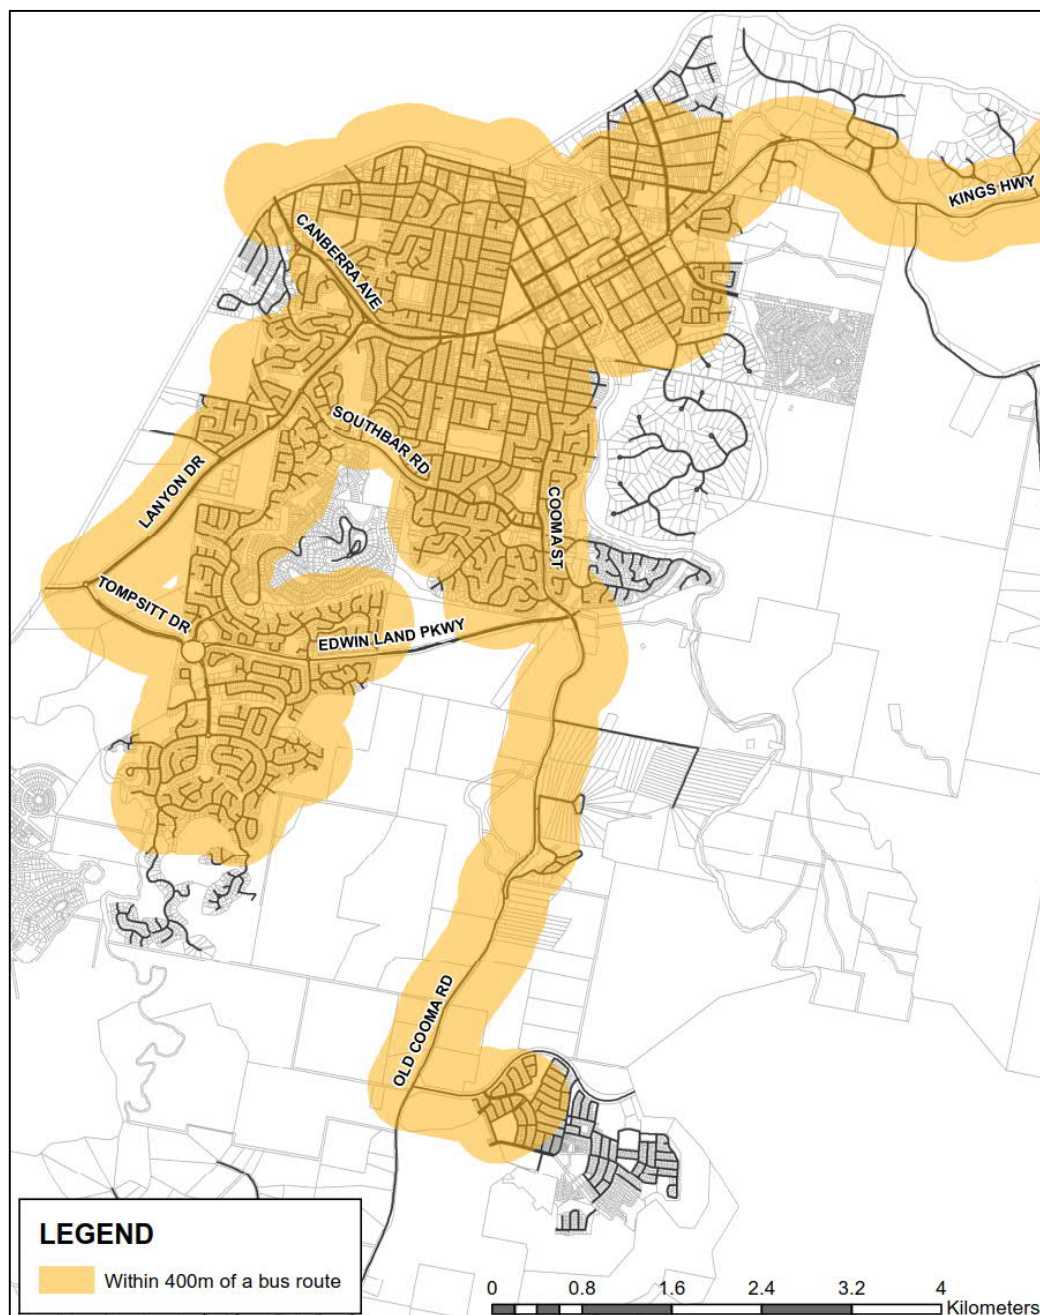 KINGS HWY
CANBERRA AVE
SOUTHBAR RD
LANYON DR
COOMA ST
TOMPSITT DR
EDWIN LAND PKWY
OLD COOMA RD
LEGEND
Within 400m of a bus route
0 0.8 1.6 2.4 3.2 4
Kilometers